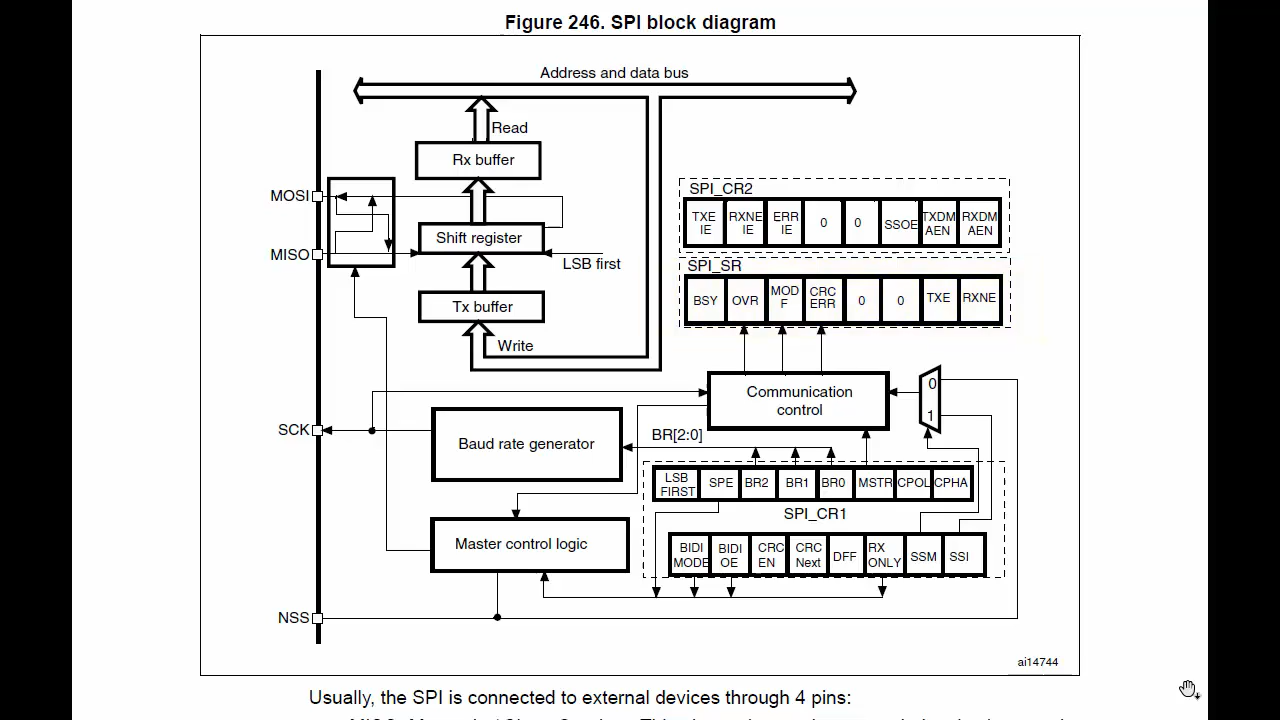 Figure 246. SPI block diagram
Address and data bus
Read
Rx buffer
MOSI
MISO
Shift register
LSB first
Tx buffer
Write
SPI_CR2
TXE
IE
RXNE
IE
ERR
IE
0
0
SSOE
TXDM
AEN
RXDM
AEN
SPI_SR
BSY
OVR
MOD
F
CRC
ERR
0
0
TXE
RXNE
Communication
control
0
1
SCK
Baud rate generator
BR[2:0]
LSB
FIRST
SPE
BR2
BR1
BR0
MSTR
CPOL
CPHA
SPI_CR1
Master control logic
BIDI
MODE
BIDI
OE
CRC
EN
CRC
Next
DFF
RX
ONLY
SSM
SSI
NSS
ai14744
Usually, the SPI is connected to external devices through 4 pins: